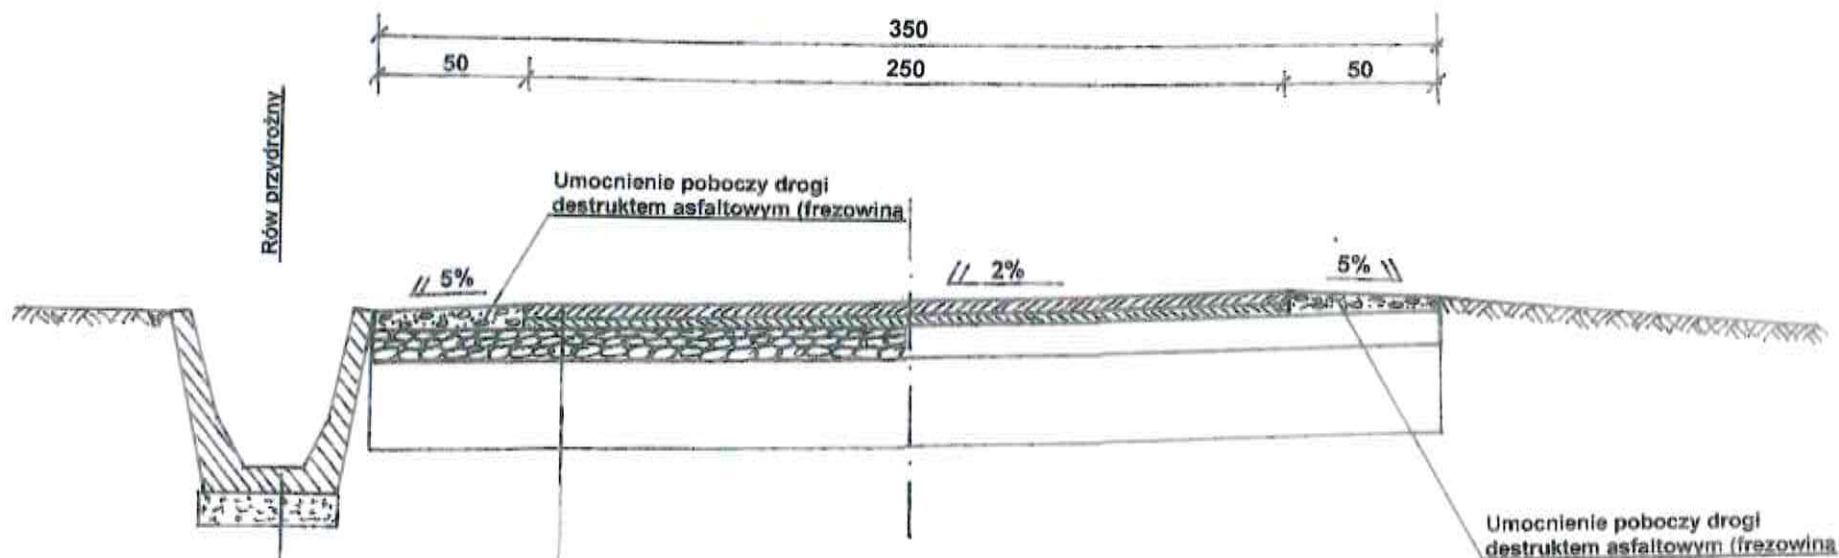 350
50
250
50
Rów przydrożny
Umocnienie poboczy drogi
destruktem asfaltowym (frezowina
5%
2%
5%
Umocnienie poboczy drogi
destruktem asfaltowym (frezowina